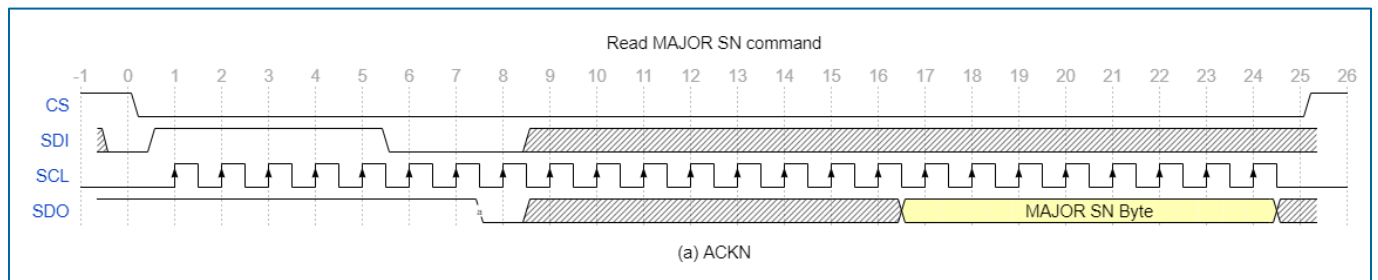 Read MAJOR SN command
-1 0 1 2 3 4 5 6 7 8 9 10 11 12 13 14 15 16 17 18 19 20 21 22 23 24 25 26
CS
SDI
SCL
SDO MAJOR SN Byte
(a) ACKN